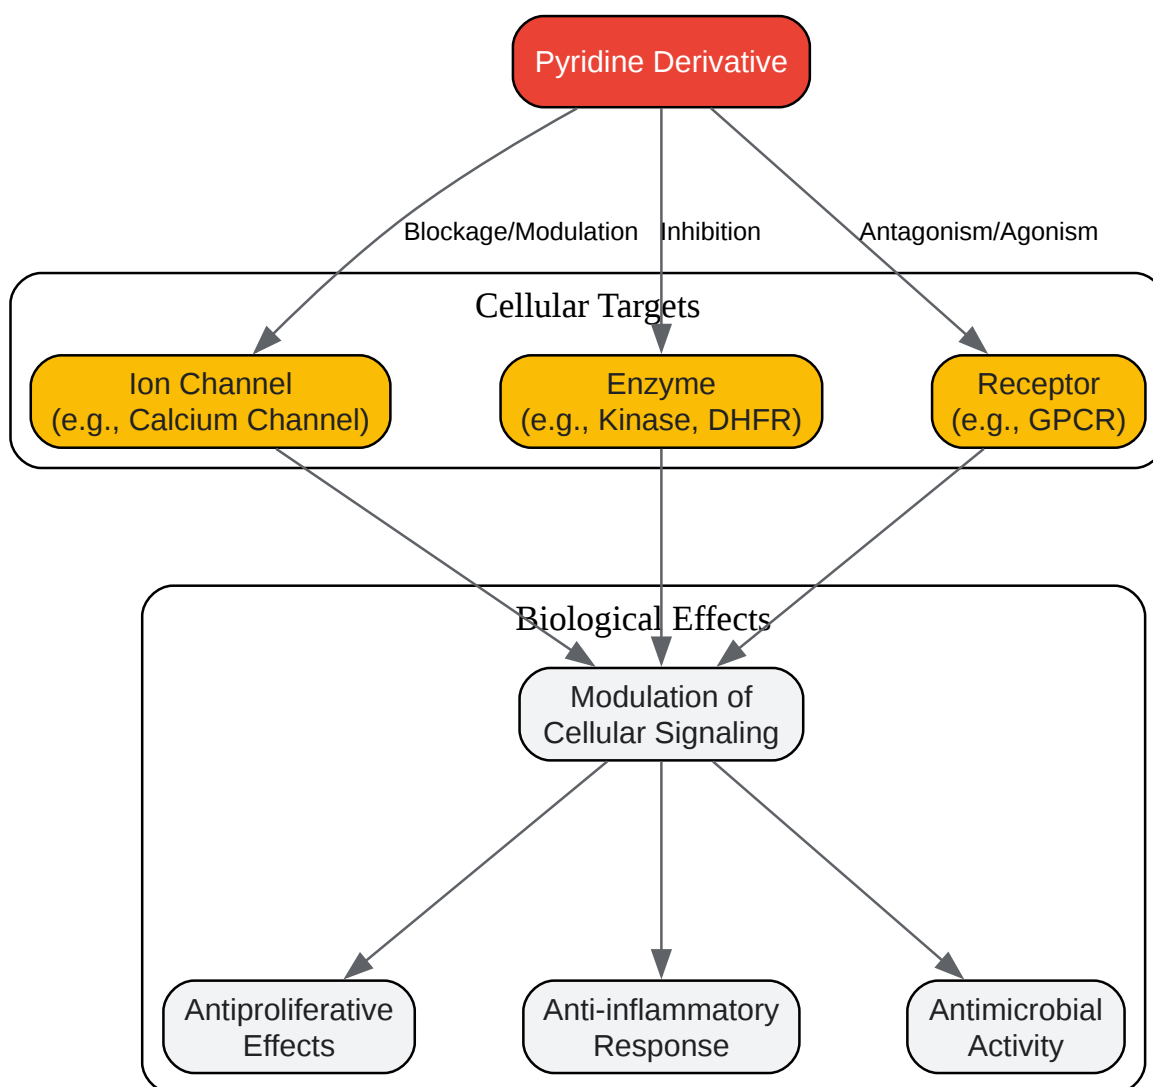 Pyridine Derivative
Blockage/Modulation
Inhibition
Antagonism/Agonism
Cellular Targets
Ion Channel
(e.g., Calcium Channel)
Enzyme
(e.g., Kinase, DHFR)
Receptor
(e.g., GPCR)
Biological Effects
Modulation of
Cellular Signaling
Antiproliferative
Effects
Anti-inflammatory
Response
Antimicrobial
Activity